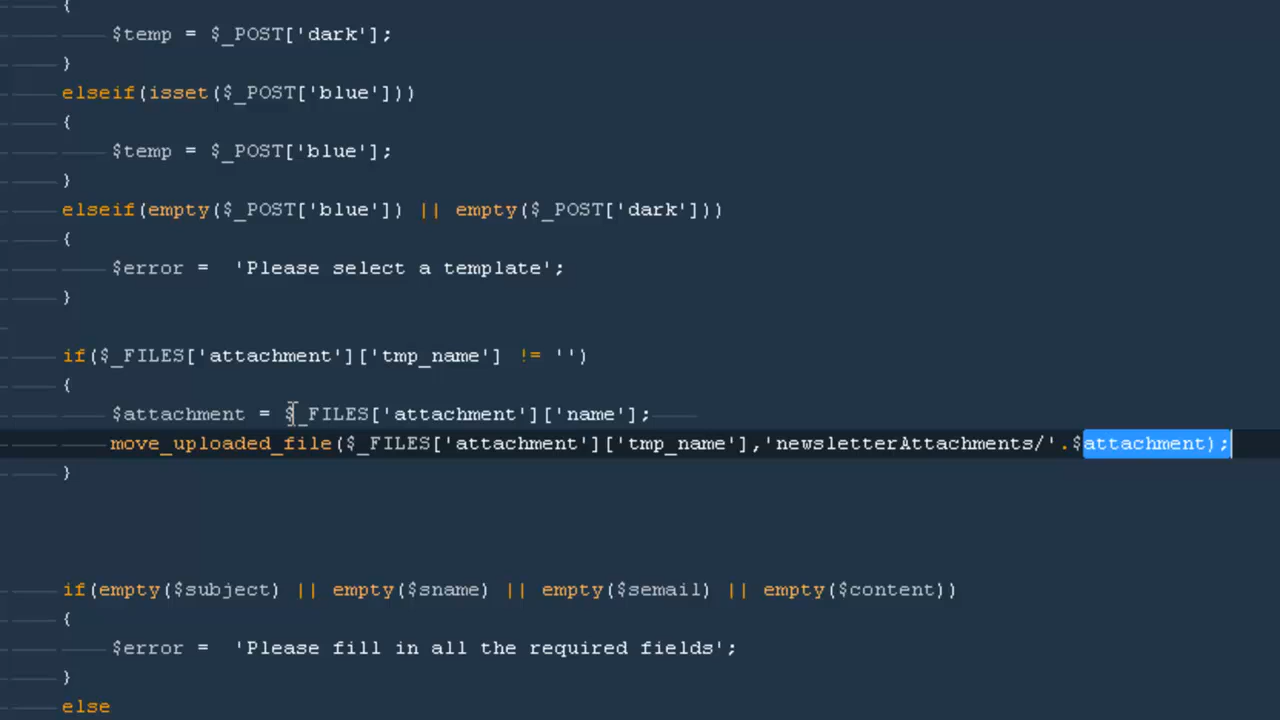 {
$temp = $_POST['dark'];
}
elseif(isset($_POST['blue']))
{
$temp = $_POST['blue'];
}
elseif(empty($_POST['blue']) || empty($_POST['dark']))
{
$error =  'Please select a template';
}
if($_FILES['attachment']['tmp_name'] != '')
{
$attachment = $_FILES['attachment']['name'];
move_uploaded_file($_FILES['attachment']['tmp_name'],'newsletterAttachments/'.$attachment);
}
if(empty($subject) || empty($sname) || empty($semail) || empty($content))
{
$error =  'Please fill in all the required fields';
}
else